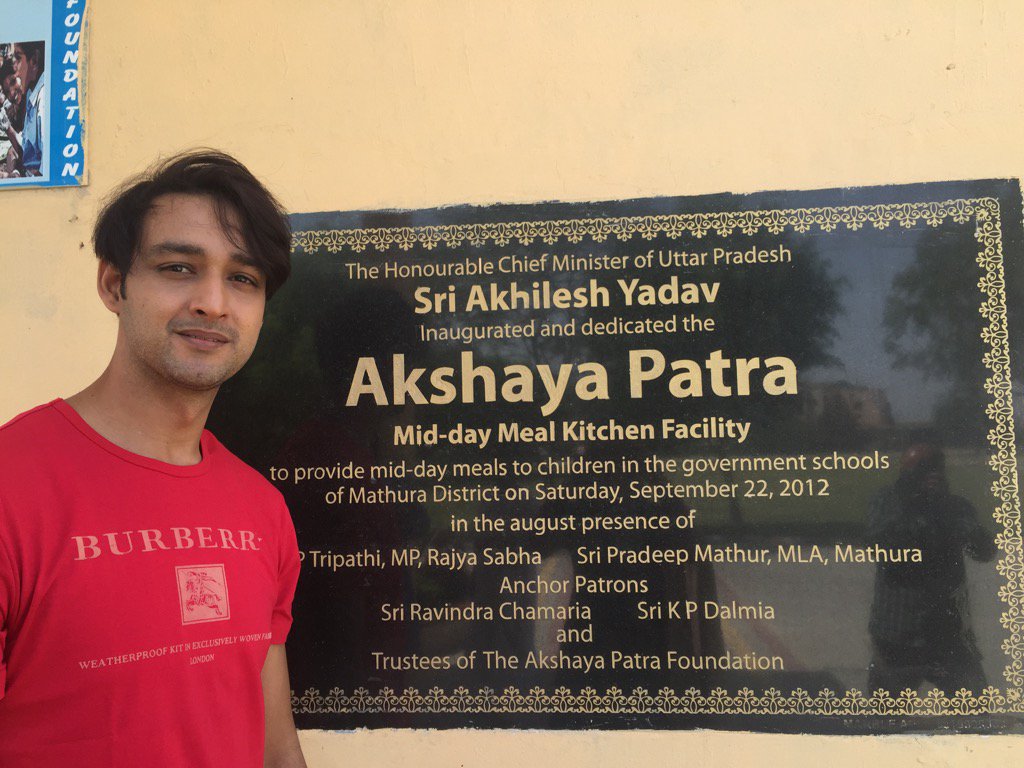 FOUNDATION
The Honourable Chief Minister of Uttar Pradesh
Sri Akhilesh Yadav
Inaugurated and dedicated the
Akshaya Patra
Mid-day Meal Kitchen Facility
to provide mid-day meals to children in the government schools
of Mathura District on Saturday, September 22, 2012
in the august presence of
P Tripathi, MP, Rajya Sabha Sri Pradeep Mathur, MLA, Mathura
Anchor Patrons
Sri Ravindra Chamaria Sri K P Dalmia
and
Trustees of The Akshaya Patra Foundation
BURBERR
WEATHERPROOF KIT IN EXCLUSIVELY WOVEN
LONDON